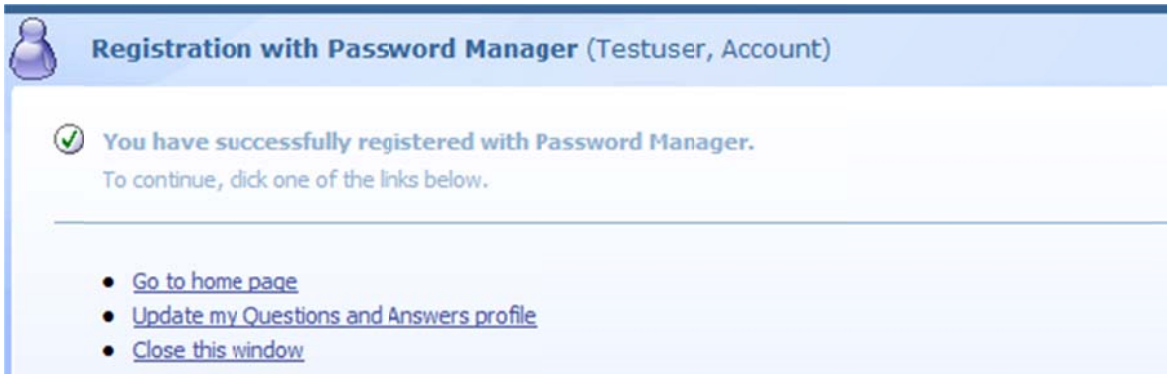 Registration with Password Manager (Testuser, Account)
You have successfully registered with Password Manager.
To continue, click one of the links below.
Go to home page
Update my Questions and Answers profile
Close this window